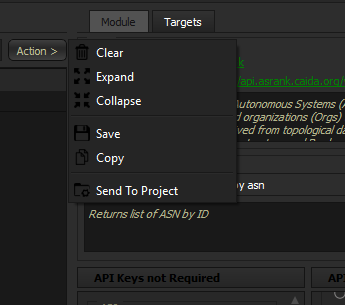 Module Targets
Action >
Clear
Expand
Collapse
Save
Copy
Send To Project
/api.asrank.caida.org/
Autonomous Systems (A
d organizations (Orgs)
ved from topological da
by asn
Returns list of ASN by ID
API Keys not Required